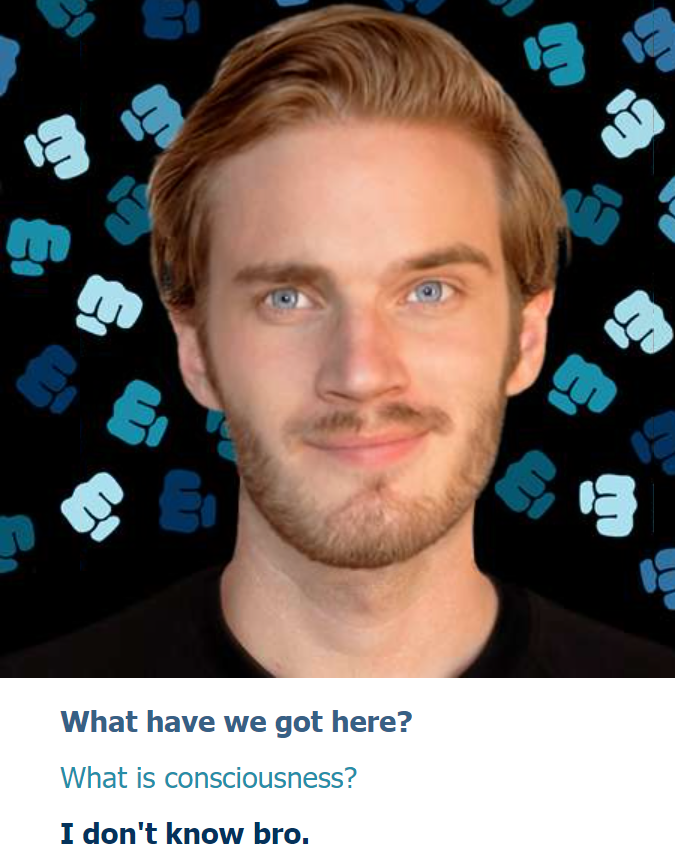 What have we got here?
What is consciousness?
I don't know bro.